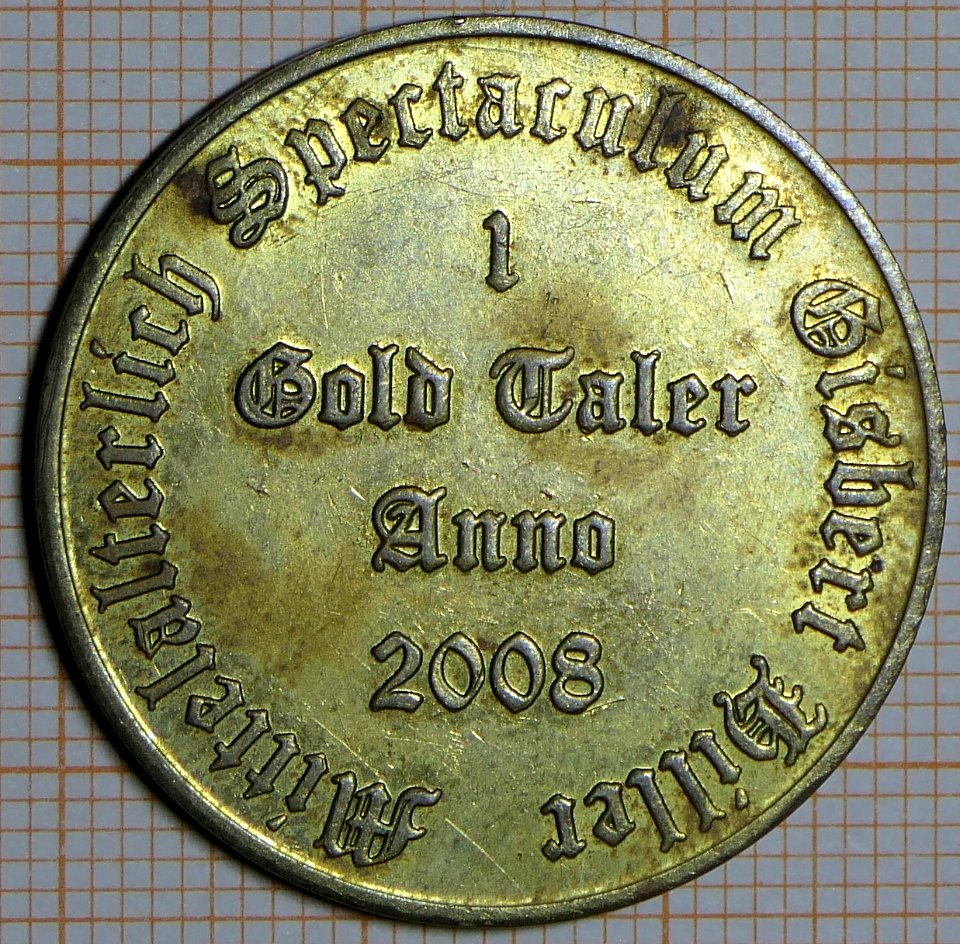 Mittelalterlich Spectaculum Gisbert Hiller
1
Gold Taler
Anno
2008